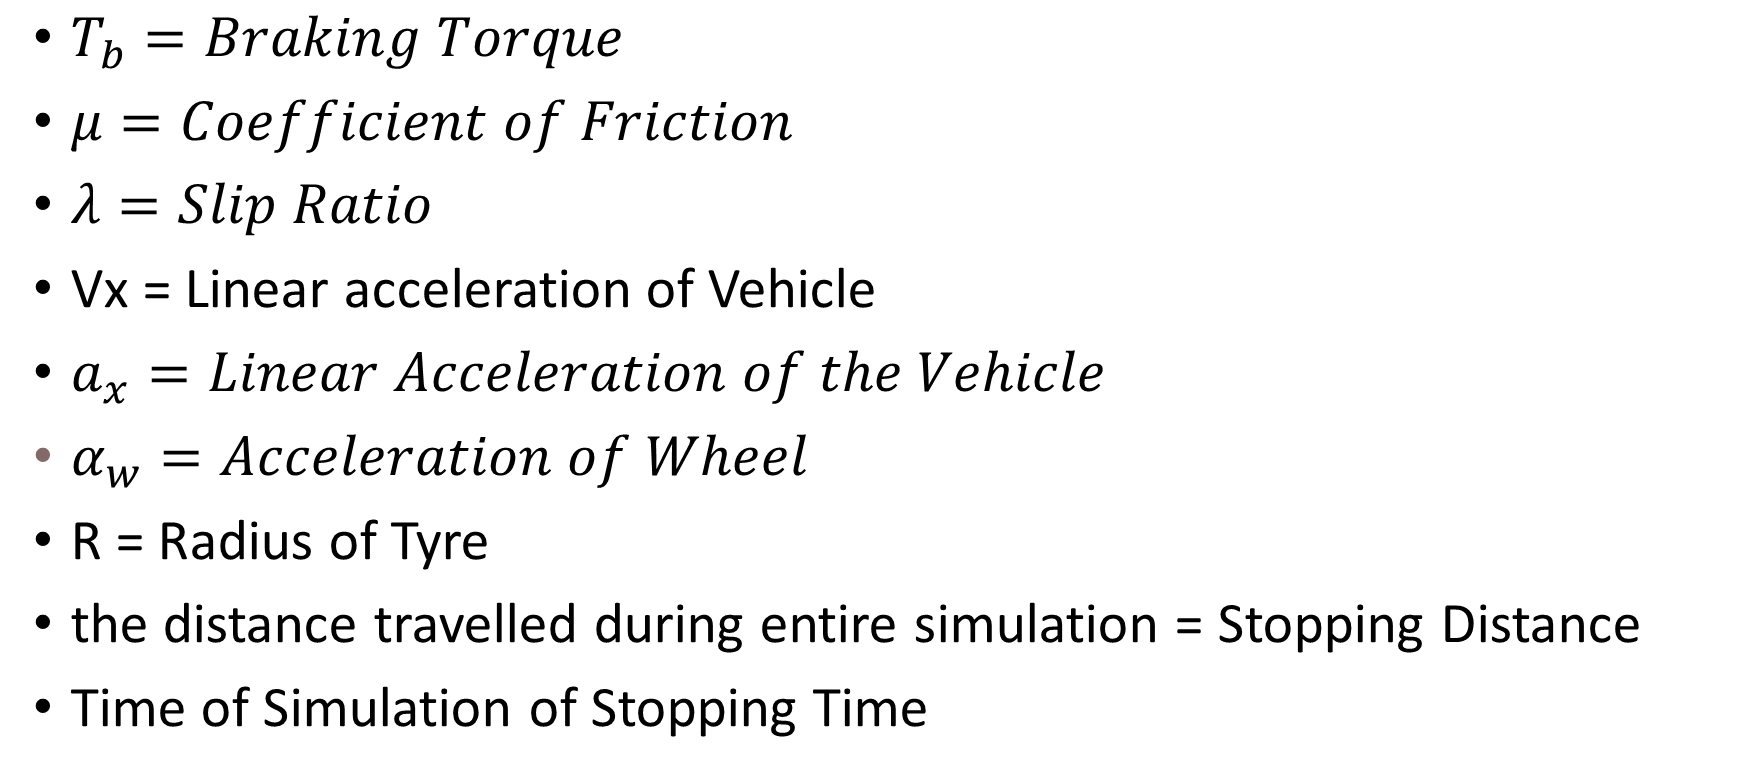 • T_b = Braking Torque
• μ = Coefficient of Friction
• λ = Slip Ratio
• Vx = Linear acceleration of Vehicle
• a_x = Linear Acceleration of the Vehicle
• α_w = Acceleration of Wheel
• R = Radius of Tyre
• the distance travelled during entire simulation = Stopping Distance
• Time of Simulation of Stopping Time